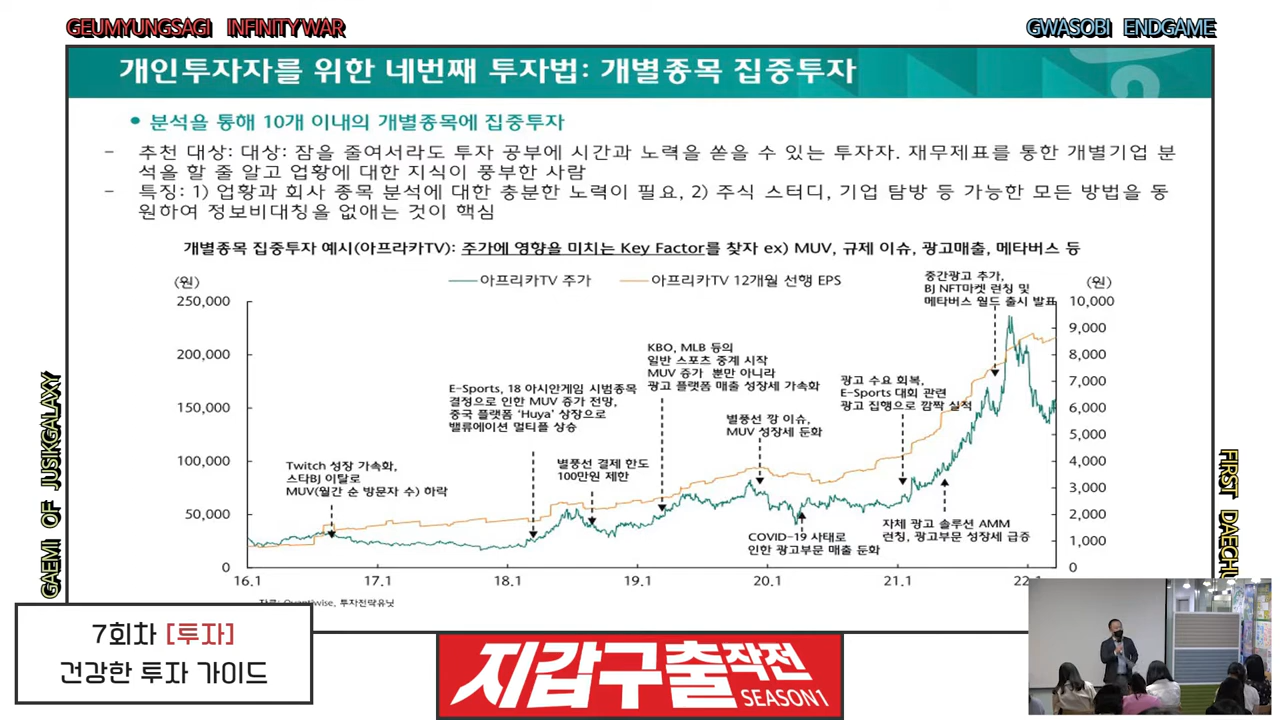 GEUMYUNGSAGI INFINITYWAR
GWASOBI ENDGAME
개인투자자를 위한 네번째 투자법: 개별종목 집중투자
• 분석을 통해 10개 이내의 개별종목에 집중투자
– 추천 대상: 대상: 잠을 줄여서라도 투자 공부에 시간과 노력을 쏟을 수 있는 투자자. 재무제표를 통한 개별기업 분
석을 할 줄 알고 업황에 대한 지식이 풍부한 사람
– 특징: 1) 업황과 회사 종목 분석에 대한 충분한 노력이 필요, 2) 주식 스터디, 기업 탐방 등 가능한 모든 방법을 동
원하여 정보비대칭을 없애는 것이 핵심
개별종목 집중투자 예시(아프라카TV): 주가에 영향을 미치는 Key Factor를 찾자 ex) MUV, 규제 이슈, 광고매출, 메타버스 등
(원)
아프리카TV 주가
아프리카TV 12개월 선행 EPS
(원)
250,000
200,000
150,000
100,000
50,000
0
10,000
9,000
8,000
7,000
6,000
5,000
4,000
3,000
2,000
1,000
0
Twitch 성장 가속화,
스타BJ 이탈로
MUV(월간 순 방문자 수) 하락
E-Sports, 18 아시안게임 시범종목
결정으로 인한 MUV 증가 전망,
중국 플랫폼 'Huya' 상장으로
밸류에이션 멀티플 상승
별풍선 결제 한도
100만원 제한
KBO, MLB 등의
일반 스포츠 중계 시작
MUV 증가 뿐만 아니라
광고 플랫폼 매출 성장세 가속화
별풍선 깡 이슈,
MUV 성장세 둔화
COVID-19 사태로
인한 광고부문 매출 둔화
광고 수요 회복,
E-Sports 대회 관련
광고 집행으로 깜짝 실적
자체 광고 솔루션 AMM
런칭, 광고부문 성장세 급증
중간광고 추가,
BJ NFT마켓 런칭 및
메타버스 월드 출시 발표
16.1
17.1
18.1
19.1
20.1
21.1
22.1
자료: Quantiwise, 투자전략유닛
GAEMI OF JUSIKGALAXY
FIRST DAECHU
7회차 [투자]
건강한 투자 가이드
지갑구출작전
SEASON1